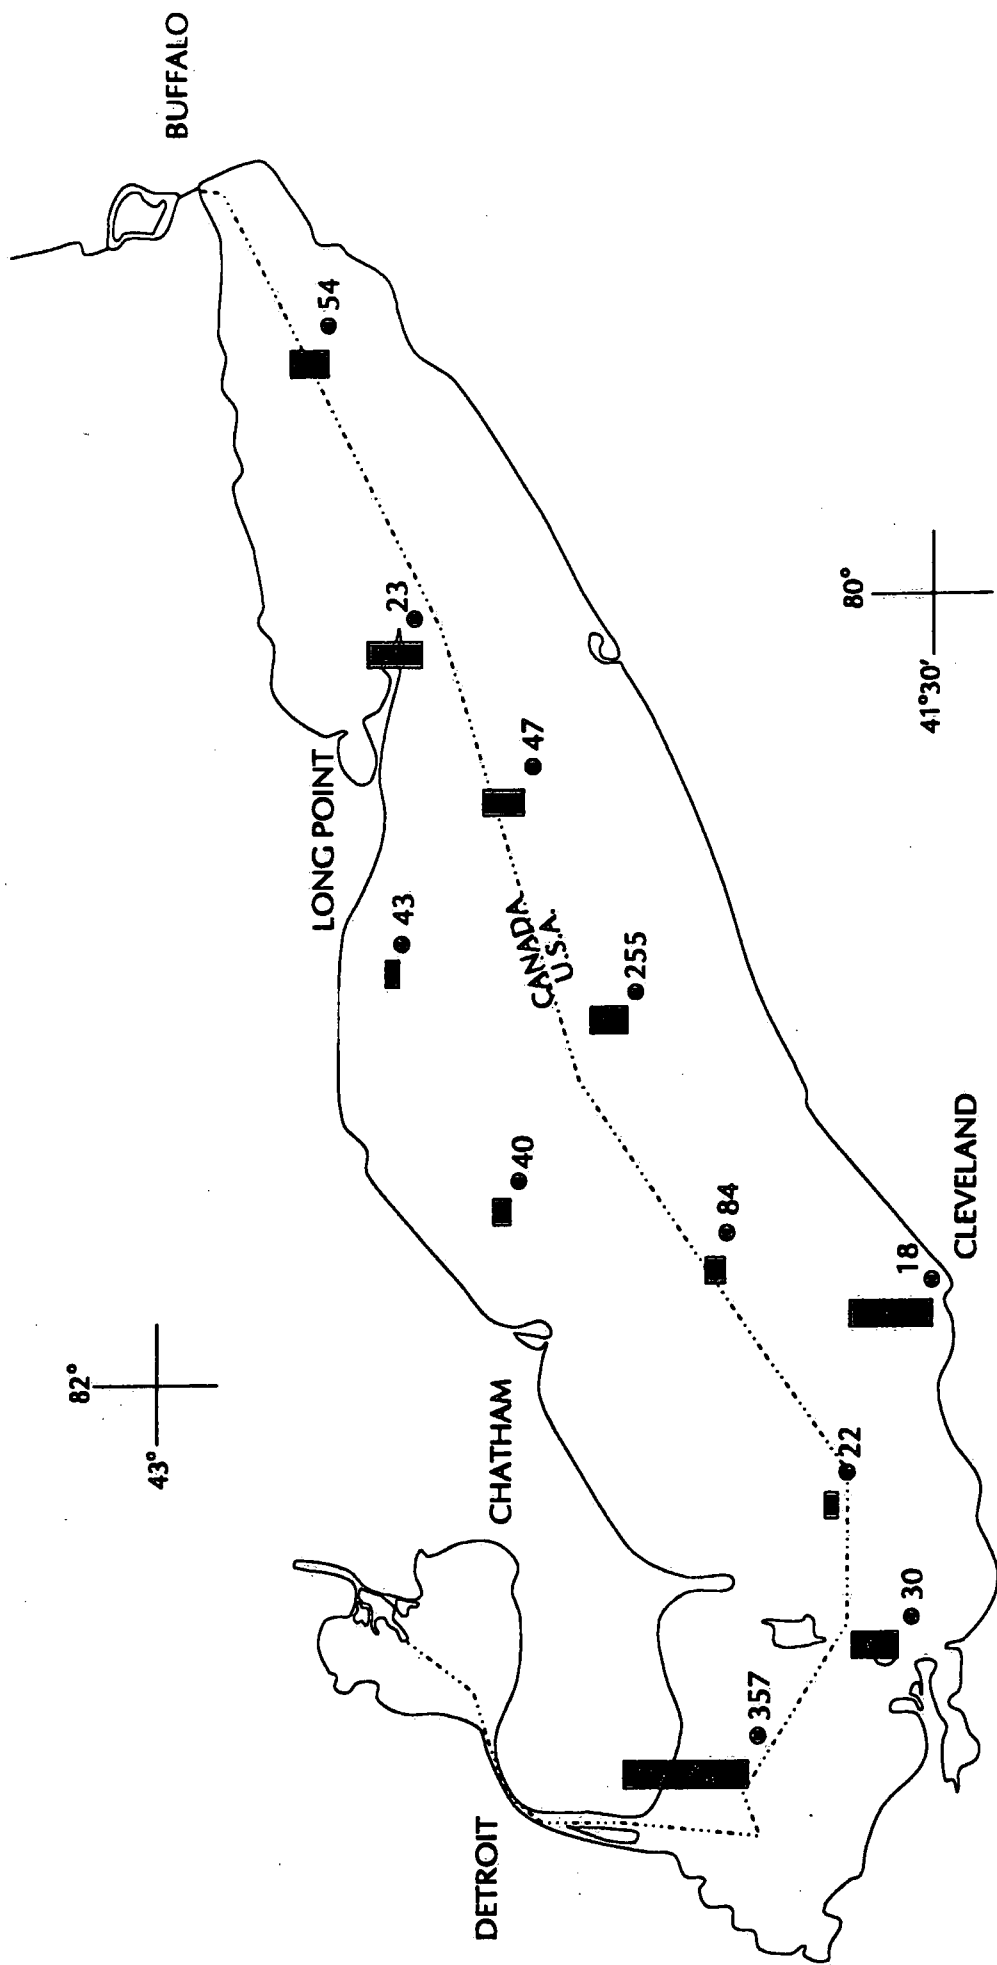 BUFFALO
54
23
LONG POINT
47
43
CANADA
U.S.A.
255
40
84
18
CLEVELAND
80°
41°30'
82°
43°
CHATHAM
22
30
357
DETROIT